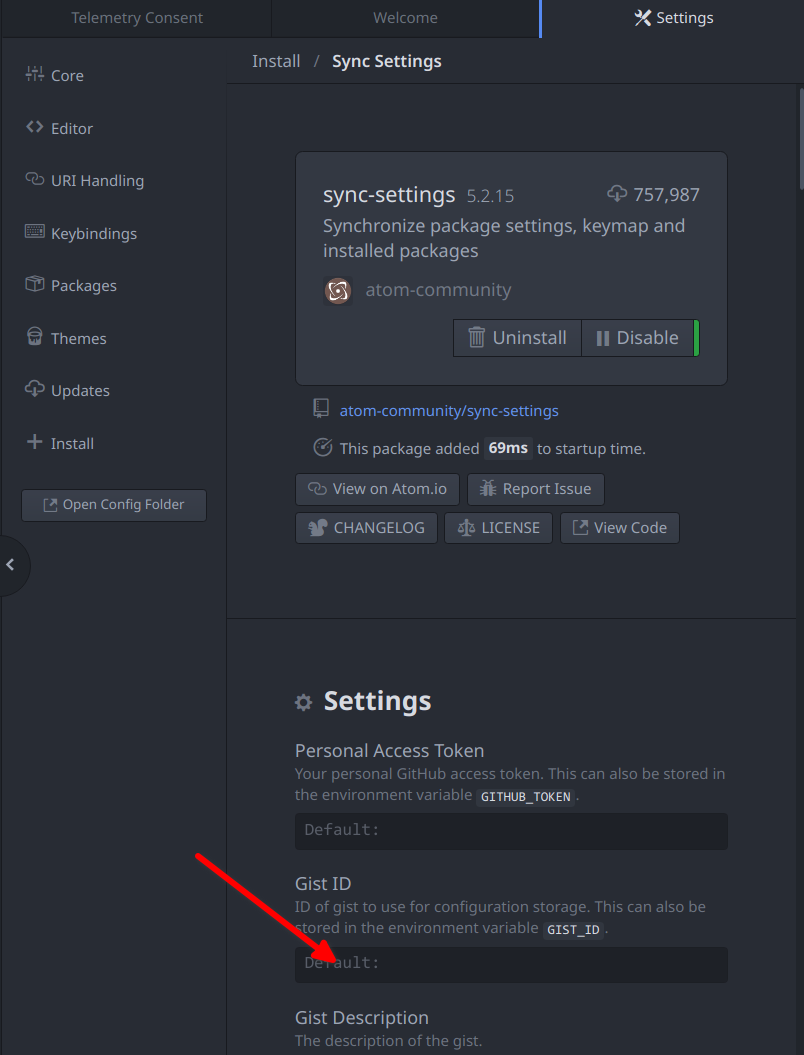 Telemetry Consent
Welcome
Settings
Core
Editor
URI Handling
Keybindings
Packages
Themes
Updates
Install
Open Config Folder
Install / Sync Settings
sync-settings 5.2.15
757,987
Synchronize package settings, keymap and
installed packages
atom-community
Uninstall
Disable
atom-community/sync-settings
This package added 69ms to startup time.
View on Atom.io
Report Issue
CHANGELOG
LICENSE
View Code
Settings
Personal Access Token
Your personal GitHub access token. This can also be stored in
the environment variable GITHUB_TOKEN.
Default:
Gist ID
ID of gist to use for configuration storage. This can also be
stored in the environment variable GIST_ID.
Default:
Gist Description
The description of the gist.